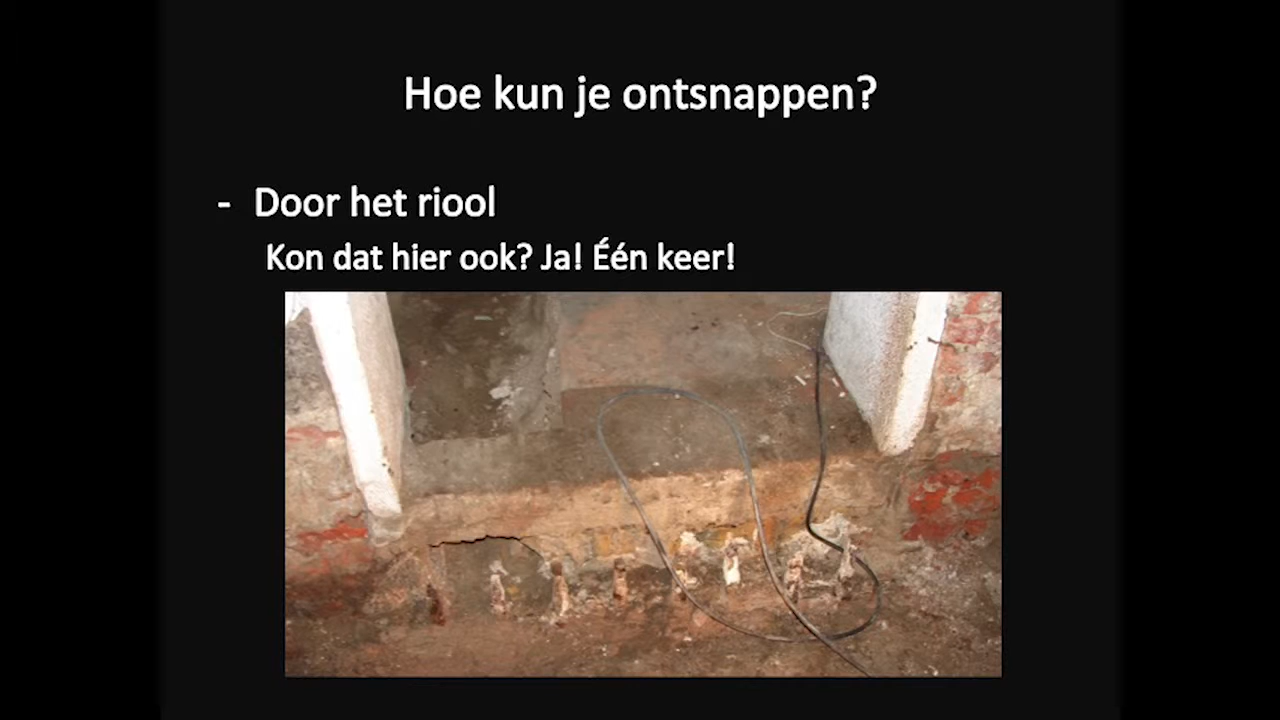 Hoe kun je ontsnappen?
- Door het riool
Kon dat hier ook? Ja! Één keer!